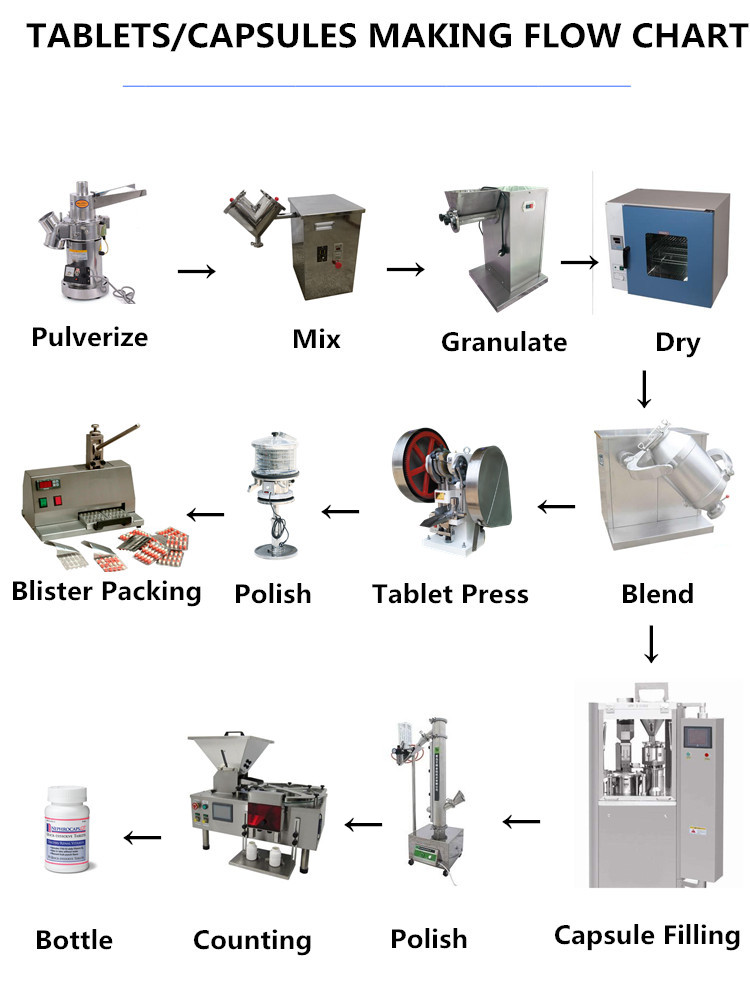 TABLETS/CAPSULES MAKING FLOW CHART
Pulverize
Mix
Granulate
Dry
Blister Packing
Polish
Tablet Press
Blend
NEPHROCAPS
Bottle
Counting
Polish
Capsule Filling